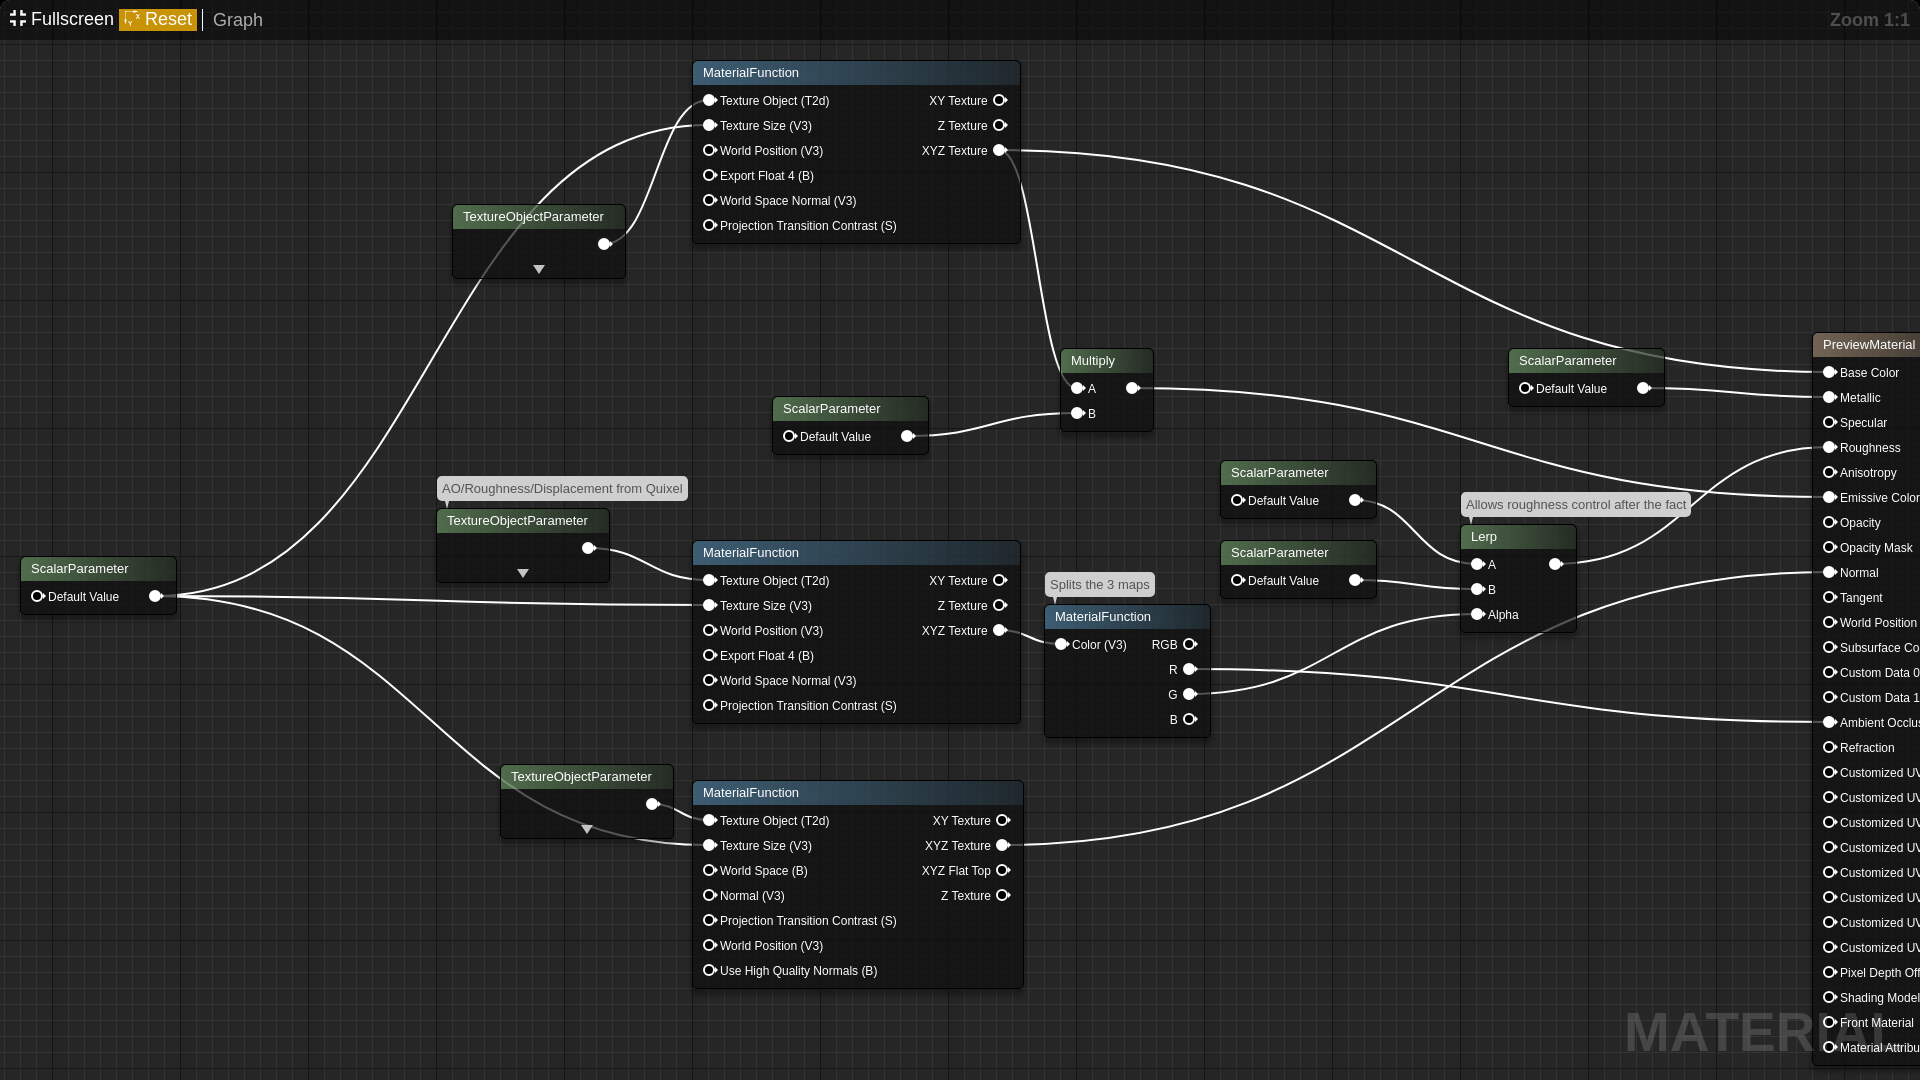 Fullscreen Reset Graph
Zoom 1:1
MaterialFunction
Texture Object (T2d) XY Texture
Texture Size (V3) Z Texture
World Position (V3) XYZ Texture
Export Float 4 (B)
World Space Normal (V3)
Projection Transition Contrast (S)
TextureObjectParameter
Multiply
A
B
ScalarParameter
Default Value
ScalarParameter
Default Value
AO/Roughness/Displacement from Quixel
TextureObjectParameter
ScalarParameter
Default Value
ScalarParameter
Default Value
ScalarParameter
Default Value
Allows roughness control after the fact
Lerp
A
B
Alpha
MaterialFunction
Texture Object (T2d) XY Texture
Texture Size (V3) Z Texture
World Position (V3) XYZ Texture
Export Float 4 (B)
World Space Normal (V3)
Projection Transition Contrast (S)
Splits the 3 maps
MaterialFunction
Color (V3) RGB
R
G
B
TextureObjectParameter
MaterialFunction
Texture Object (T2d) XY Texture
Texture Size (V3) XYZ Texture
World Space (B) XYZ Flat Top
Normal (V3) Z Texture
Projection Transition Contrast (S)
World Position (V3)
Use High Quality Normals (B)
PreviewMaterial
Base Color
Metallic
Specular
Roughness
Anisotropy
Emissive Color
Opacity
Opacity Mask
Normal
Tangent
World Position
Subsurface Co
Custom Data 0
Custom Data 1
Ambient Occlus
Refraction
Customized UV
Customized UV
Customized UV
Customized UV
Customized UV
Customized UV
Customized UV
Customized UV
Pixel Depth Off
Shading Model
Front Material
Material Attribu
MATERIAL